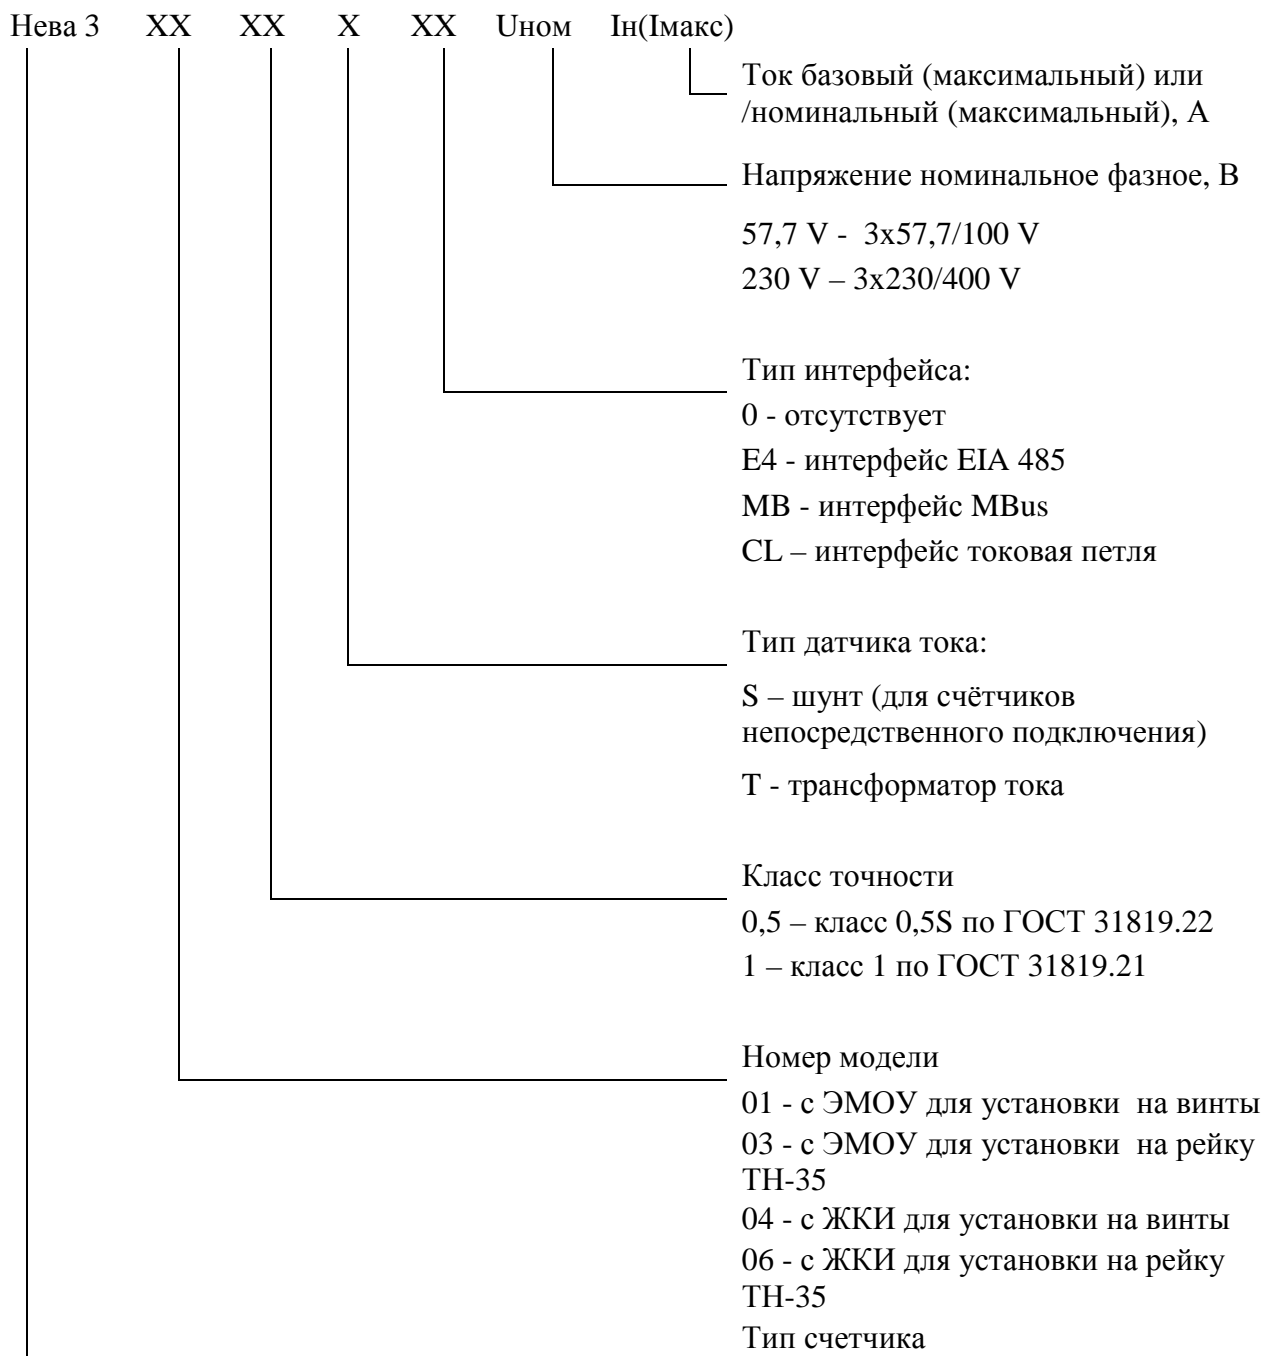 Нева 3 XX XX X XX Uном Iн(Iмакс)
Ток базовый (максимальный) или
/номинальный (максимальный), А
Напряжение номинальное фазное, В
57,7 V - 3x57,7/100 V
230 V – 3x230/400 V
Тип интерфейса:
0 - отсутствует
E4 - интерфейс EIA 485
MB - интерфейс MBus
CL – интерфейс токовая петля
Тип датчика тока:
S – шунт (для счётчиков
непосредственного подключения)
T - трансформатор тока
Класс точности
0,5 – класс 0,5S по ГОСТ 31819.22
1 – класс 1 по ГОСТ 31819.21
Номер модели
01 - с ЭМОУ для установки на винты
03 - с ЭМОУ для установки на рейку
ТН-35
04 - с ЖКИ для установки на винты
06 - с ЖКИ для установки на рейку
ТН-35
Тип счетчика